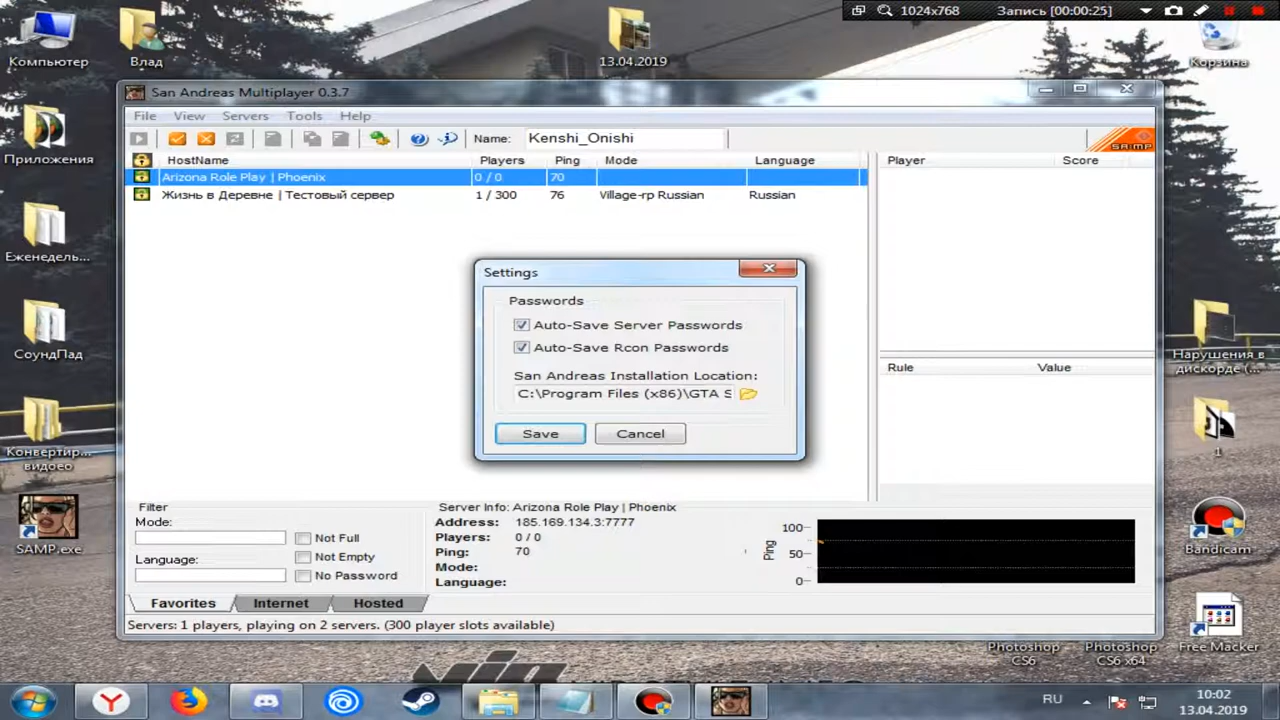 1024x768 Запись [00:00:25]
Компьютер
Влад
13.04.2019
Корзина
San Andreas Multiplayer 0.3.7
File View Servers Tools Help
Name: Kenshi_Onishi
SA:MP
HostName Players Ping Mode Language
Player Score
Arizona Role Play | Phoenix 0 / 0 70
Жизнь в Деревне | Тестовый сервер 1 / 300 76 Village-rp Russian Russian
Приложения
Еженедель...
СоундПад
Конвертир...
видоео
SAMP.exe
Settings
Passwords
Auto-Save Server Passwords
Auto-Save Rcon Passwords
San Andreas Installation Location:
C:\Program Files (x86)\GTA S
Save Cancel
Rule Value
Нарушения в
дискорде (...
1
Bandicam
Free Macker
Photoshop
CS6
Photoshop
CS6 x64
Filter
Mode:
Not Full
Language:
Not Empty
No Password
Server Info: Arizona Role Play | Phoenix
Address: 185.169.134.3:7777
Players: 0 / 0
Ping: 70
Mode:
Language:
Ping
100
50
0
Favorites Internet Hosted
Servers: 1 players, playing on 2 servers. (300 player slots available)
RU
10:02
13.04.2019